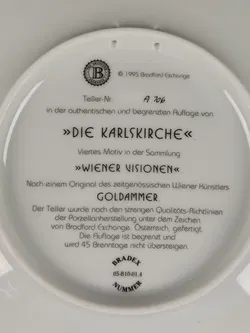 B
© 1995 Bradford Exchange
Teller-Nr. A 706
in der authentischen und begrenzten Auflage von
»DIE KARLSKIRCHE«
Viertes Motiv in der Sammlung
»WIENER VISIONEN«
Nach einem Original des zeitgenössischen Wiener Künstlers
GOLDAMMER.
Der Teller wurde nach den strengen Qualitäts-Richtlinien
der Porzellanherstellung unter dem Zeichen
von Bradford Exchange, Österreich, gefertigt.
Die Auflage ist begrenzt und
wird 45 Brenntage nicht übersteigen.
BRADEX
NUMMER